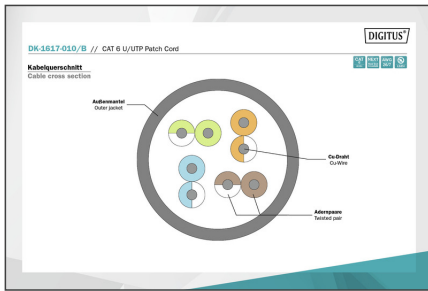 DIGITUS®
DK-1617-010/B // CAT 6 U/UTP Patch Cord
Kabelquerschnitt
Cable cross section
Außenmantel
Outer jacket
Cu-Draht
Cu-Wire
Adernpaare
Twisted pair